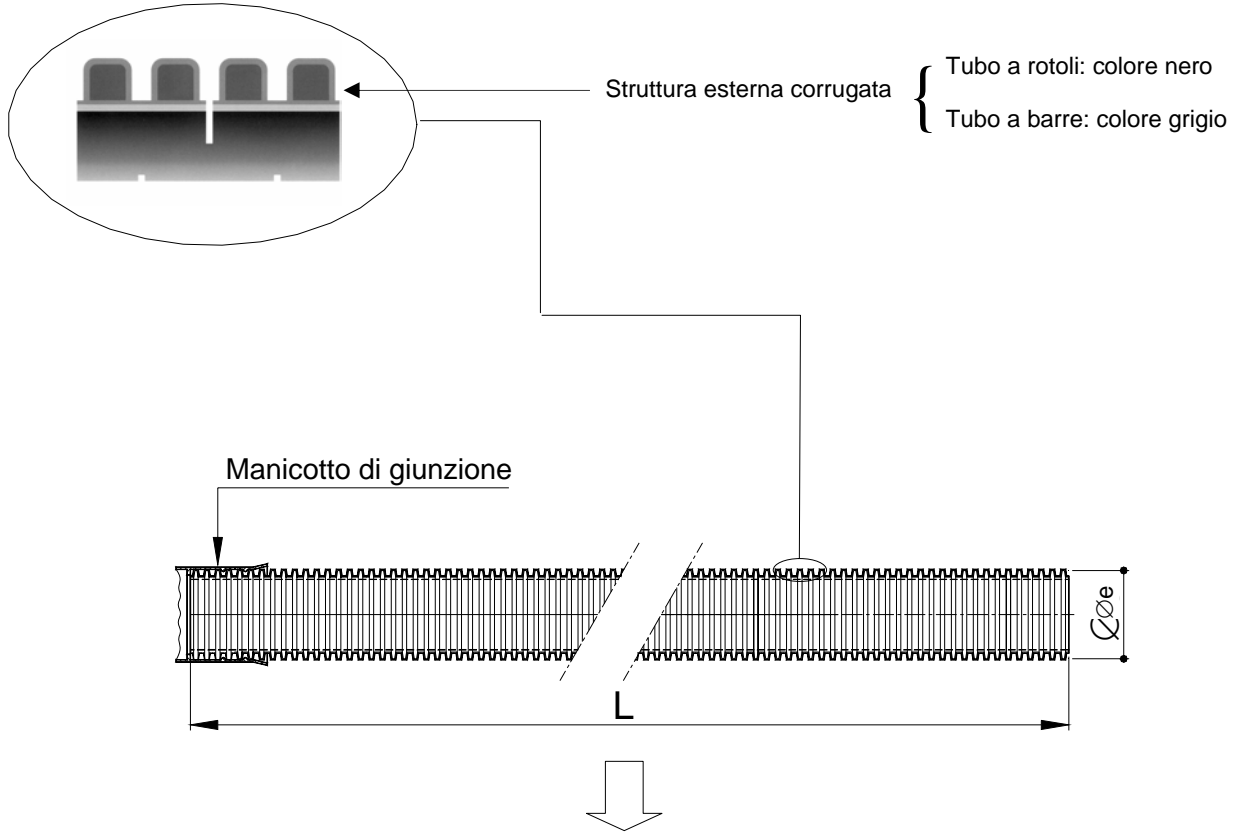 Struttura esterna corrugata
Tubo a rotoli: colore nero
Tubo a barre: colore grigio
Manicotto di giunzione
Øe
L